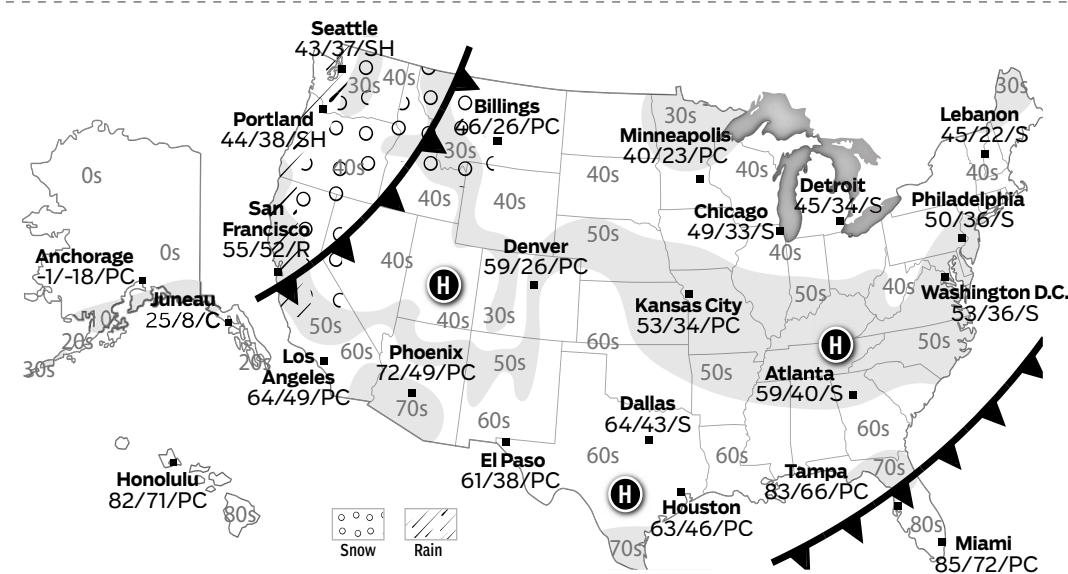 Seattle
43/37/SH
30s
40s
Portland
44/38/SH
Billings
46/26/PC
30s
Minneapolis
40/23/PC
30s
Lebanon
45/22/S
30s
0s
40s
40s
40s
40s
40s
40s
San
Francisco
55/52/R
Chicago
49/33/S
Detroit
45/34/S
Philadelphia
50/36/S
50s
Anchorage
-1/-18/PC
0s
40s
Denver
59/26/PC
H
50s
40s
Washington D.C.
53/36/S
Juneau
25/8/C
Kansas City
53/34/PC
10s
20s
30s
20s
50s
40s
30s
60s
H
50s
60s
Los
Angeles
64/49/PC
Phoenix
72/49/PC
50s
50s
Atlanta
59/40/S
70s
60s
Dallas
64/43/S
60s
60s
60s
El Paso
61/38/PC
Honolulu
82/71/PC
80s
H
Houston
63/46/PC
Tampa
83/66/PC
70s
80s
70s
Miami
85/72/PC
Snow
Rain